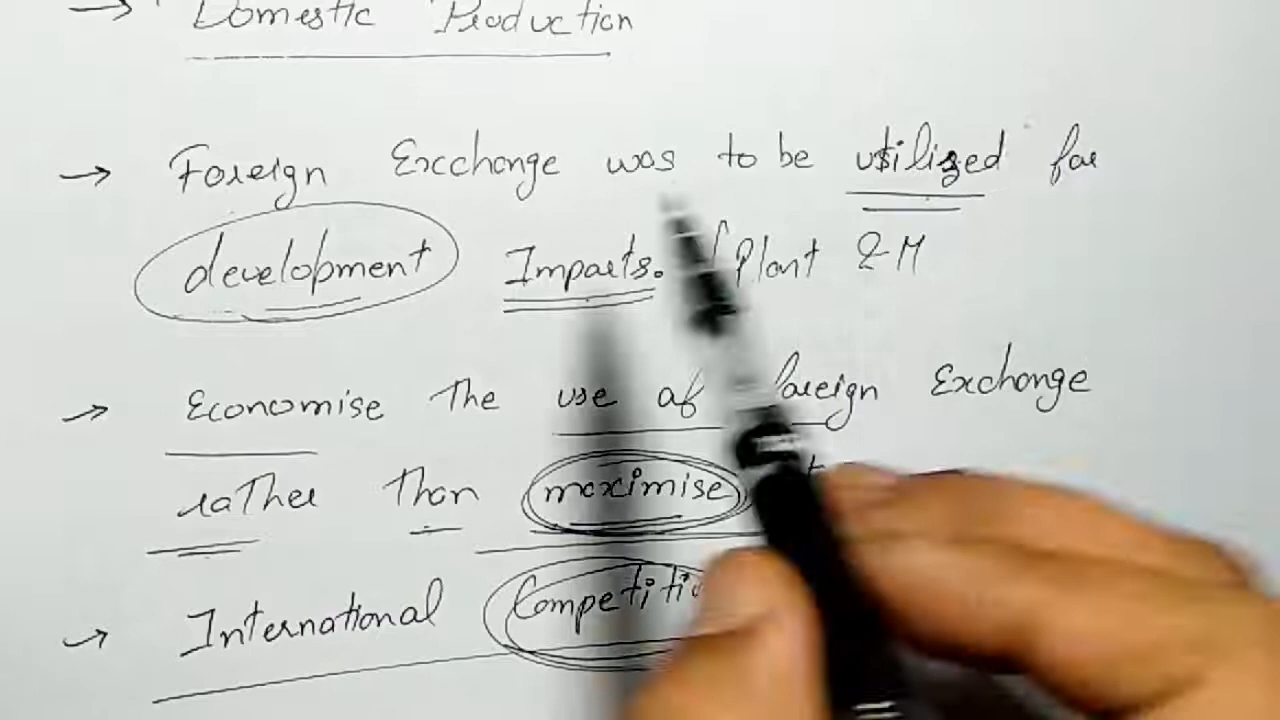 → Domestic Production
→ Foreign Exchange was to be utilized for
development Imports. Plant & M
→ Economise the use of foreign Exchange
rather than maximise
→ International